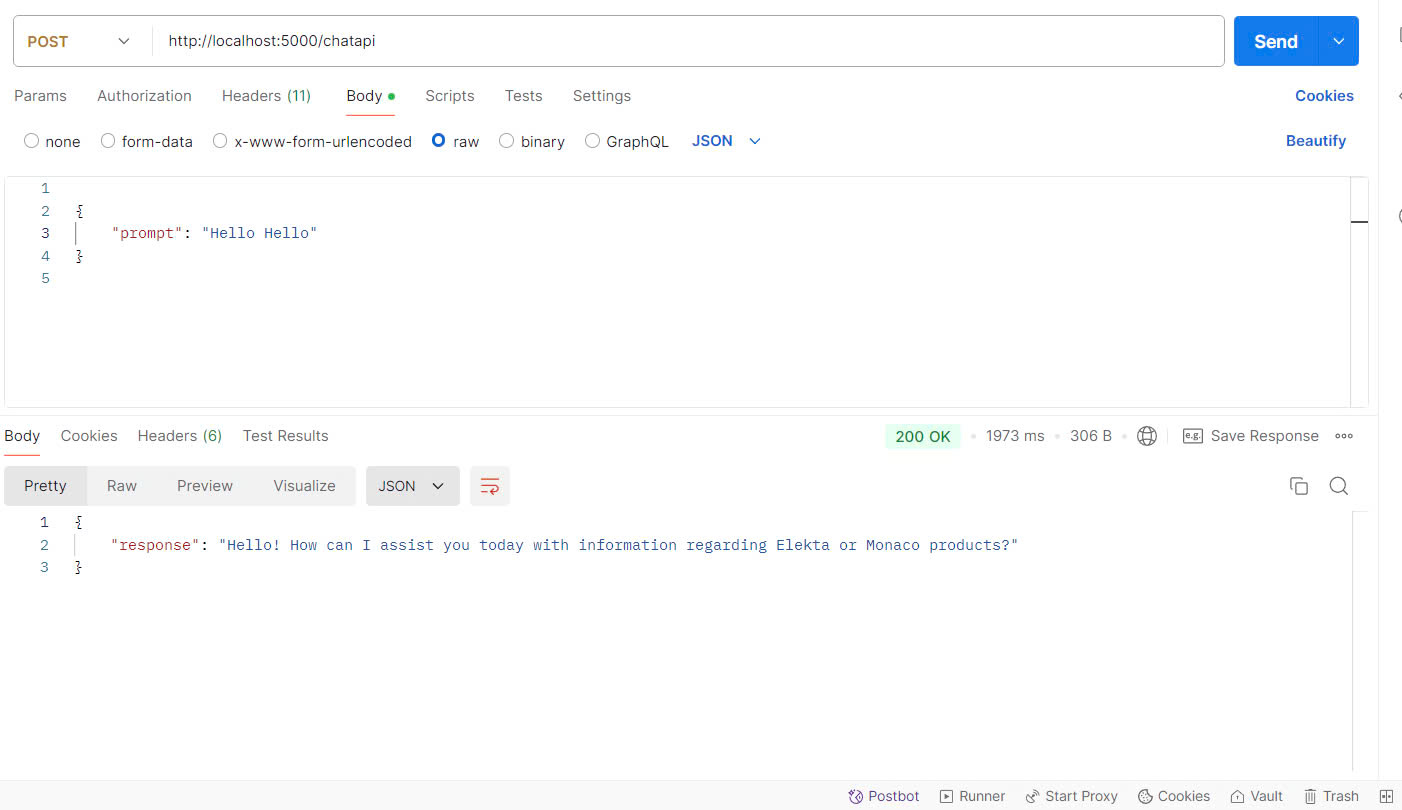 POST http://localhost:5000/chatapi Send
Params Authorization Headers (11) Body Scripts Tests Settings Cookies
none form-data x-www-form-urlencoded raw binary GraphQL JSON Beautify
1
2 {
3 "prompt": "Hello Hello"
4 }
5
Body Cookies Headers (6) Test Results 200 OK 1973 ms 306 B e.g. Save Response
Pretty Raw Preview Visualize JSON
1 {
2 "response": "Hello! How can I assist you today with information regarding Elekta or Monaco products?"
3 }
Postbot Runner Start Proxy Cookies Vault Trash